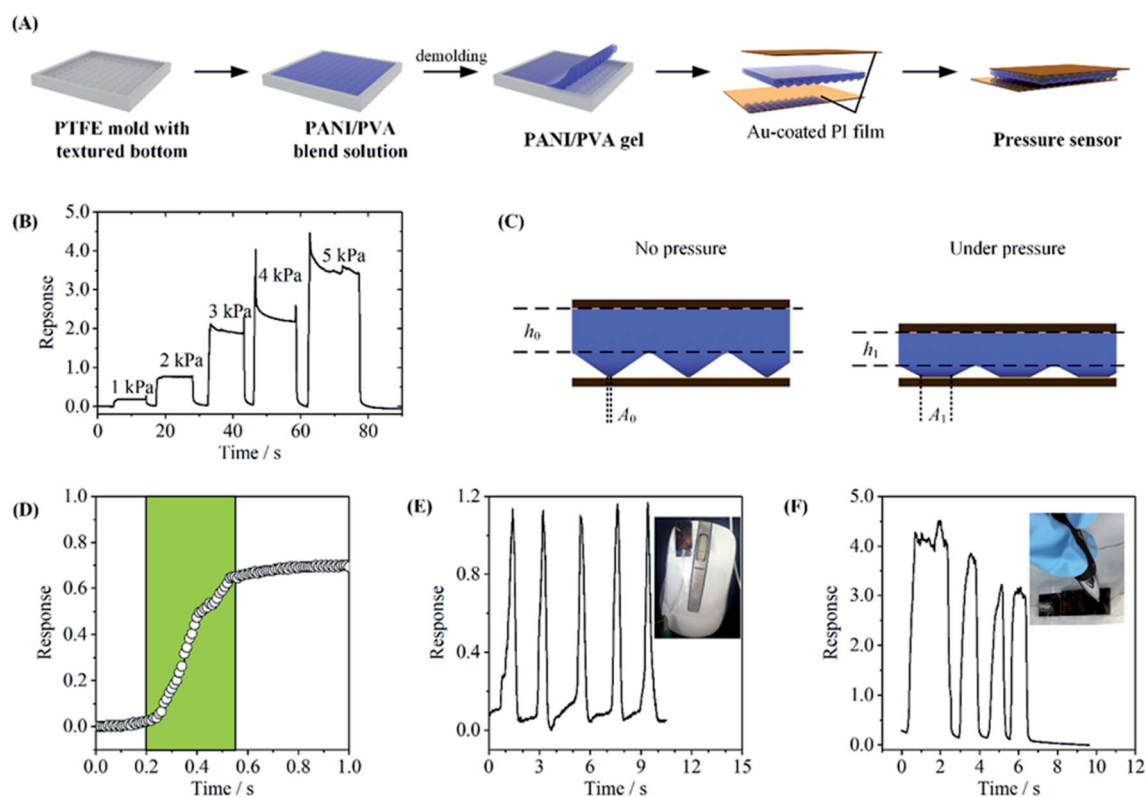 (A)
demolding
PTFE mold with
textured bottom
PANI/PVA
blend solution
PANI/PVA gel
Au-coated PI film
Pressure sensor
(B)
Repsonse
5.0
4.0
3.0
2.0
1.0
0.0
1 kPa
2 kPa
3 kPa
4 kPa
5 kPa
0 20 40 60 80
Time / s
(C)
No pressure
Under pressure
h0
h1
A0
A1
(D)
Response
1.0
0.8
0.6
0.4
0.2
0.0
0.0 0.2 0.4 0.6 0.8 1.0
Time / s
(E)
Response
1.2
0.8
0.4
0.0
0 3 6 9 12 15
Time / s
(F)
Response
5.0
4.0
3.0
2.0
1.0
0.0
0 2 4 6 8 10 12
Time / s